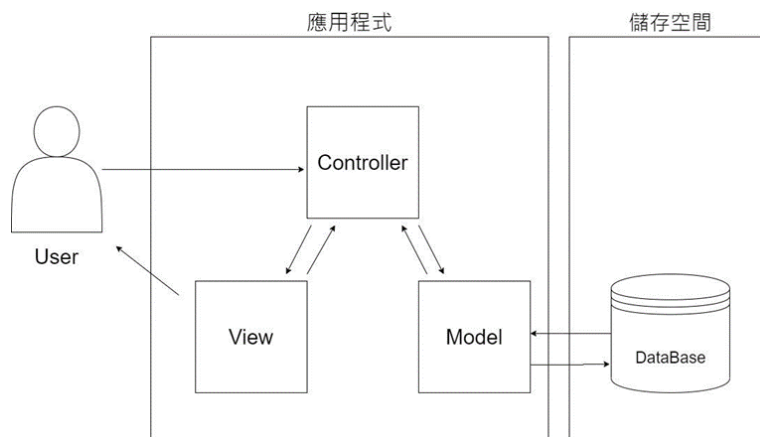 應用程式
儲存空間
Controller
User
View
Model
DataBase